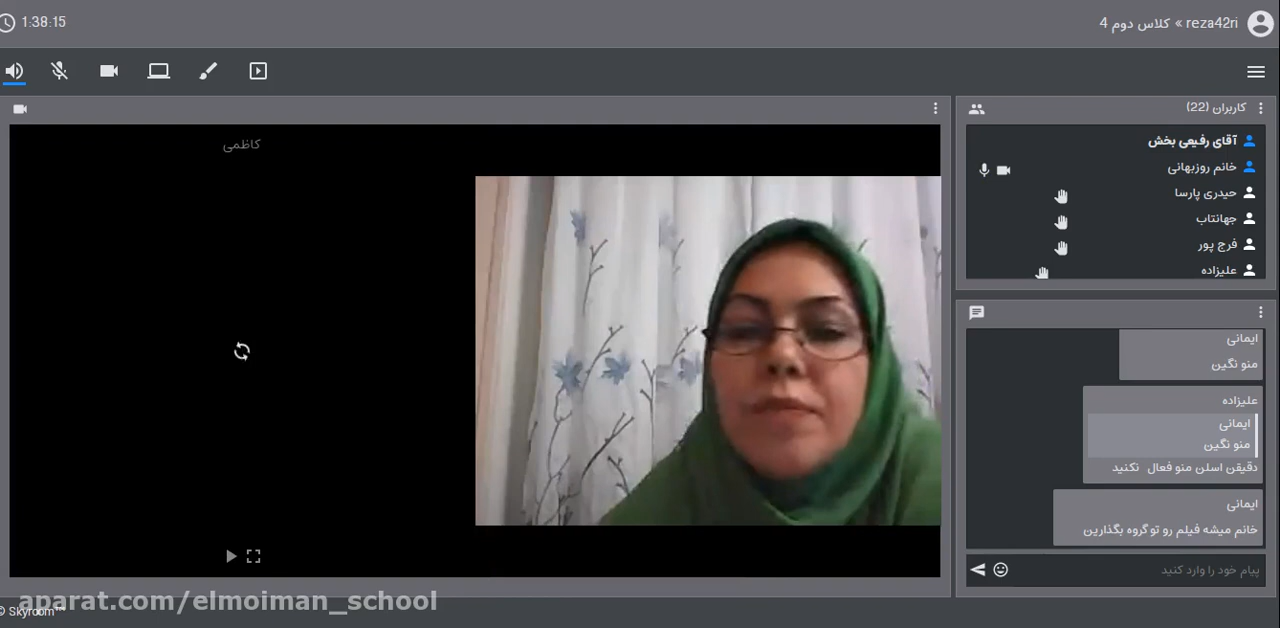 1:38:15
reza42ri » کلاس دوم 4
کاظمی
کاربران (22)
آقای رفیعی بخش
خانم روزبهانی
حیدری پارسا
جهانتاب
فرج پور
علیزاده
ایمانی
منو نگین
علیزاده
ایمانی
منو نگین
دقیقن اسلن منو فعال نکنید
ایمانی
خانم میشه فیلم رو تو گروه بگذارین
پیام خود را وارد کنید
aparat.com/elmoiman_school
© Skyroom™